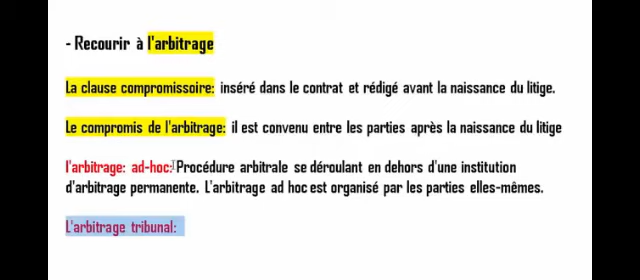 - Recourir à l'arbitrage
La clause compromissoire: inséré dans le contrat et rédigé avant la naissance du litige.
Le compromis de l'arbitrage: il est convenu entre les parties après la naissance du litige
l'arbitrage: ad-hoc: Procédure arbitrale se déroulant en dehors d'une institution
d'arbitrage permanente. L'arbitrage ad hoc est organisé par les parties elles-mêmes.
L'arbitrage tribunal: